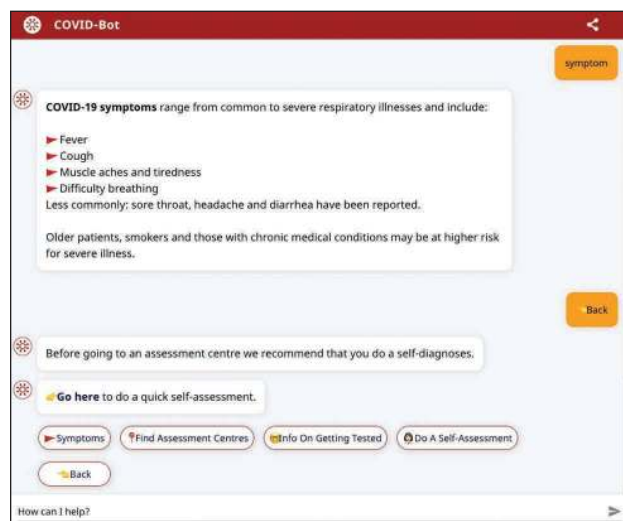 COVID-Bot
symptom
COVID-19 symptoms range from common to severe respiratory illnesses and include:
Fever
Cough
Muscle aches and tiredness
Difficulty breathing
Less commonly: sore throat, headache and diarrhea have been reported.
Older patients, smokers and those with chronic medical conditions may be at higher risk
for severe illness.
Back
Before going to an assessment centre we recommend that you do a self-diagnoses.
Go here to do a quick self-assessment.
Symptoms Find Assessment Centres Info On Getting Tested Do A Self-Assessment
Back
How can I help?